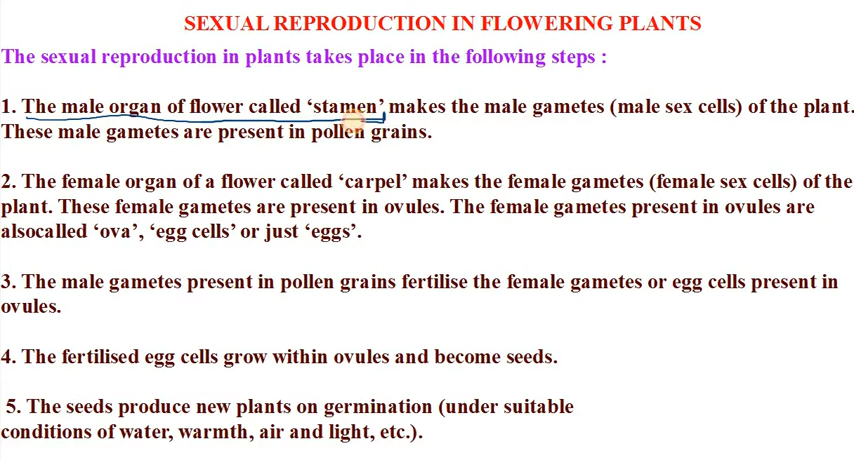 SEXUAL REPRODUCTION IN FLOWERING PLANTS
The sexual reproduction in plants takes place in the following steps :
1. The male organ of flower called ‘stamen’ makes the male gametes (male sex cells) of the plant.
These male gametes are present in pollen grains.
2. The female organ of a flower called ‘carpel’ makes the female gametes (female sex cells) of the
plant. These female gametes are present in ovules. The female gametes present in ovules are
alsocalled ‘ova’, ‘egg cells’ or just ‘eggs’.
3. The male gametes present in pollen grains fertilise the female gametes or egg cells present in
ovules.
4. The fertilised egg cells grow within ovules and become seeds.
5. The seeds produce new plants on germination (under suitable
conditions of water, warmth, air and light, etc.).